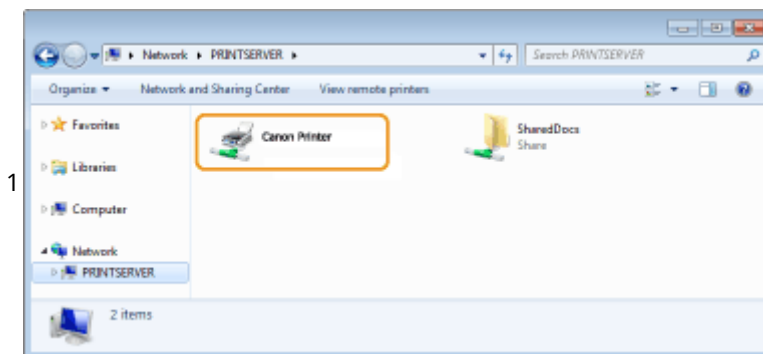 Network ▸ PRINTSERVER ▸ Search PRINTSERVER
Organize Network and Sharing Center View remote printers
Favorites
Canon Printer
SharedDocs
Share
Libraries
1
Computer
Network
PRINTSERVER
2 items